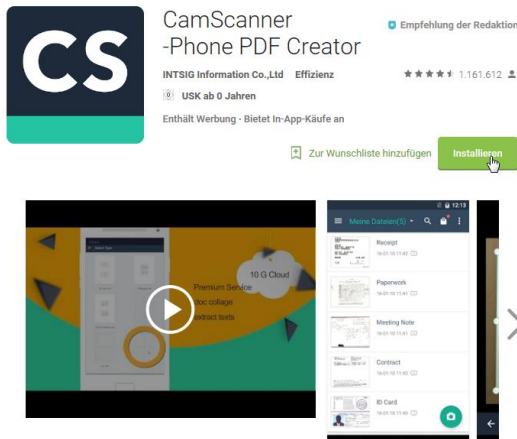 CS
CamScanner
-Phone PDF Creator
Empfehlung der Redaktion
INTSIG Information Co.,Ltd Effizienz
1.161.612
0 USK ab 0 Jahren
Enthält Werbung · Bietet In-App-Käufe an
Zur Wunschliste hinzufügen
Installieren
10 G Cloud
Premium Service
doc collage
extract texts
12:13
Meine Dateien(5)
Receipt
Paperwork
Meeting Note
Contract
ID Card